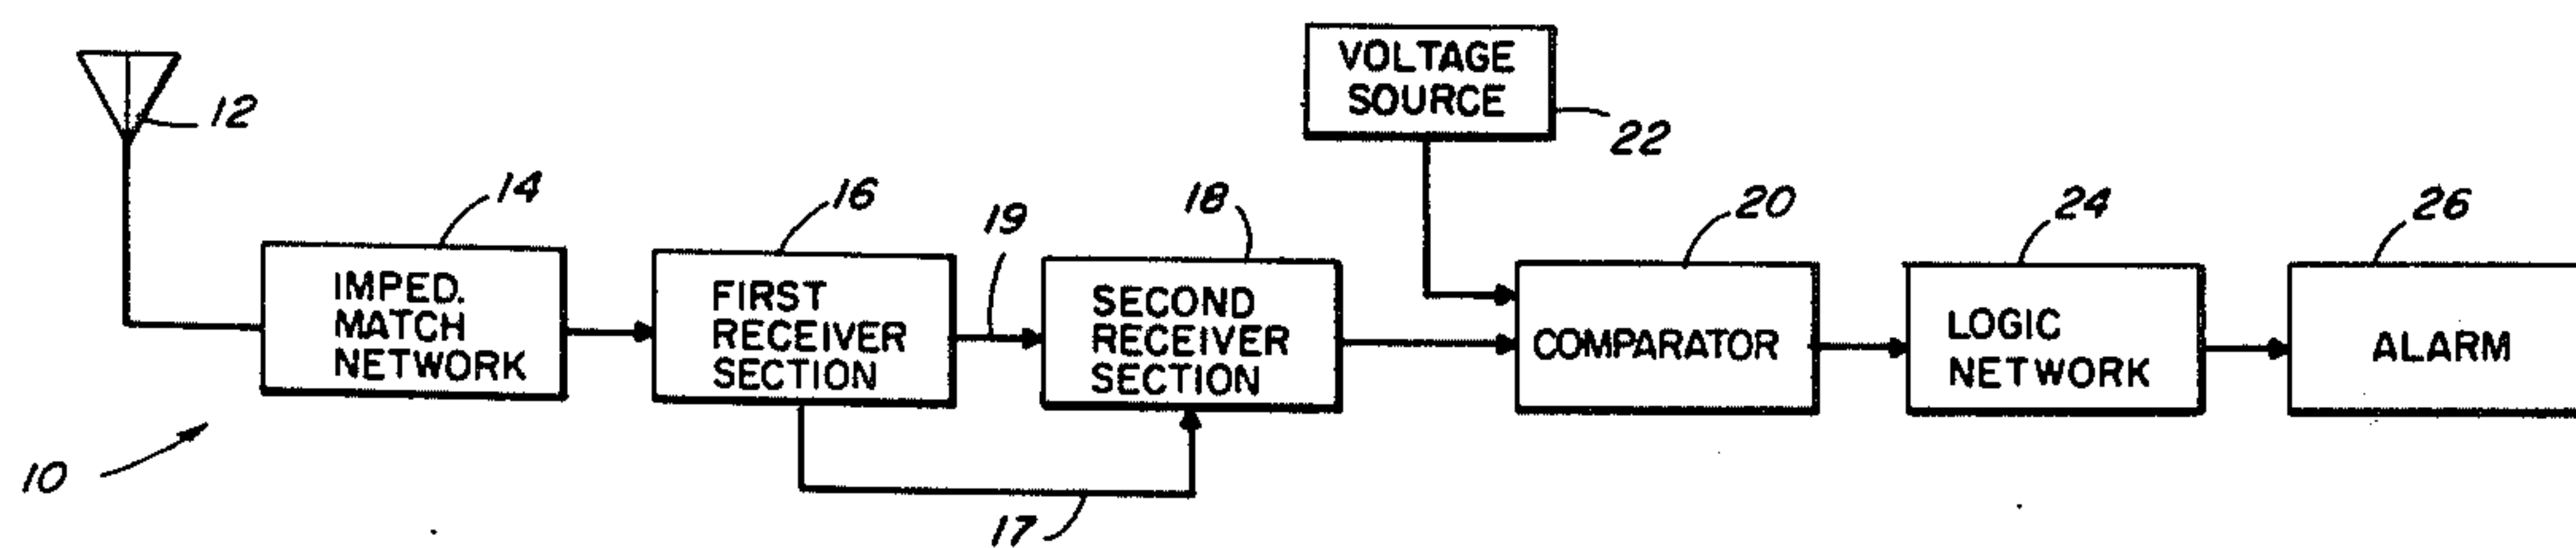 VOLTAGE
SOURCE
12
22
14
16
19
18
20
24
26
IMPED.
MATCH
NETWORK
FIRST
RECEIVER
SECTION
SECOND
RECEIVER
SECTION
COMPARATOR
LOGIC
NETWORK
ALARM
10
17